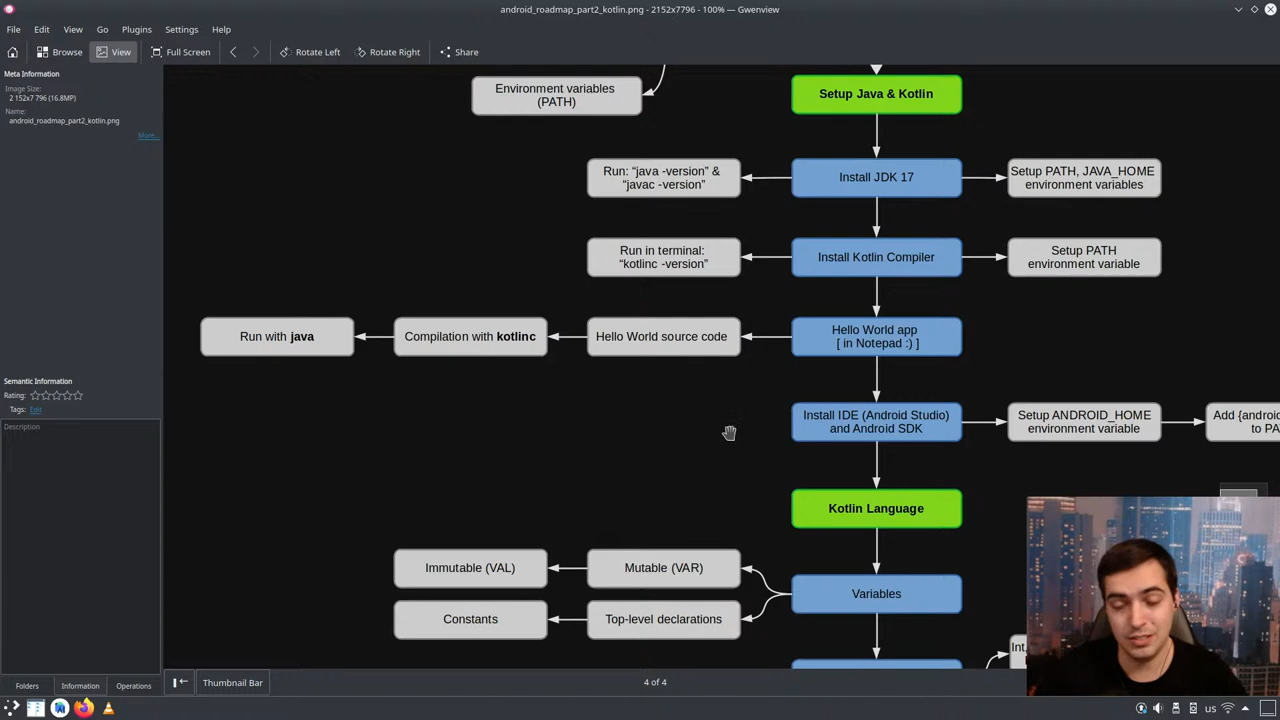 android_roadmap_part2_kotlin.png - 2152x7796 - 100% — Gwenview
File Edit View Go Plugins Settings Help
Browse View Full Screen Rotate Left Rotate Right Share
Meta Information
Image Size:
2 152x7 796 (16.8MP)
Name:
android_roadmap_part2_kotlin.png
More...
Semantic Information
Rating:
Tags: Edit
Description
Folders Information Operations
Environment variables
(PATH)
Setup Java & Kotlin
Run: “java -version” &
“javac -version”
Install JDK 17
Setup PATH, JAVA_HOME
environment variables
Run in terminal:
“kotlinc -version”
Install Kotlin Compiler
Setup PATH
environment variable
Run with java
Compilation with kotlinc
Hello World source code
Hello World app
[ in Notepad :) ]
Install IDE (Android Studio)
and Android SDK
Setup ANDROID_HOME
environment variable
Add {andro
to PA
Kotlin Language
Immutable (VAL)
Mutable (VAR)
Variables
Constants
Top-level declarations
Int,
Thumbnail Bar
4 of 4
us